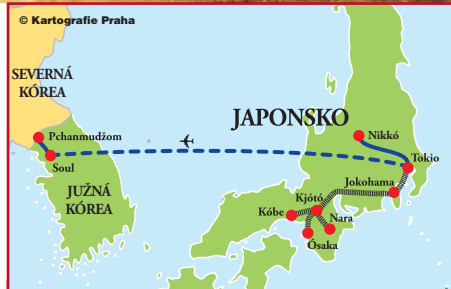 © Kartografie Praha
SEVERNÁ
KÓREA
JAPONSKO
Pchanmudžom
Nikkó
Soul
Tokio
JUŽNÁ
KÓREA
Jokohama
Kjótó
Kóbe
Nara
Ósaka